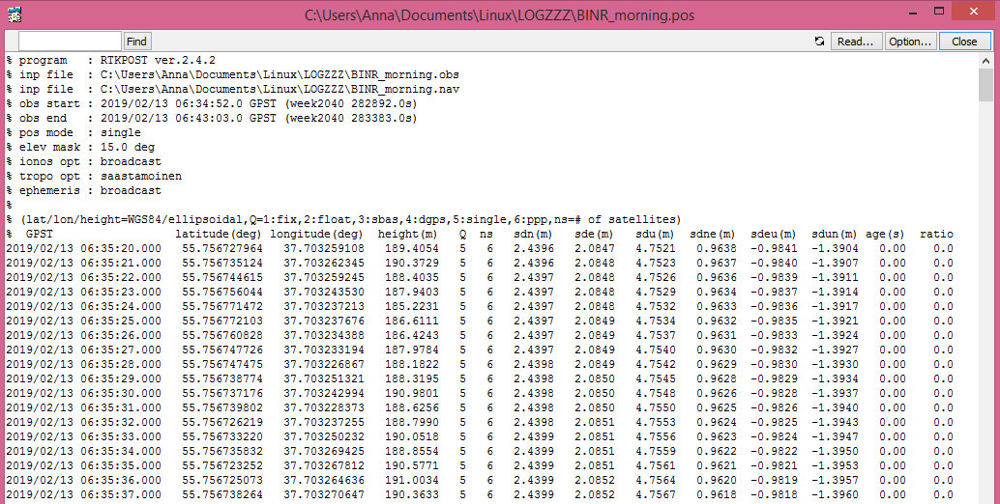 C:\Users\Anna\Documents\Linux\LOGZZZ\BINR_morning.pos
Find Read... Option... Close
% program   : RTKPOST ver.2.4.2
% inp file  : C:\Users\Anna\Documents\Linux\LOGZZZ\BINR_morning.obs
% inp file  : C:\Users\Anna\Documents\Linux\LOGZZZ\BINR_morning.nav
% obs start : 2019/02/13 06:34:52.0 GPST (week2040 282892.0s)
% obs end   : 2019/02/13 06:43:03.0 GPST (week2040 283383.0s)
% pos mode  : single
% elev mask : 15.0 deg
% ionos opt : broadcast
% tropo opt : saastamoinen
% ephemeris : broadcast
%
% (lat/lon/height=WGS84/ellipsoidal,Q=1:fix,2:float,3:sbas,4:dgps,5:single,6:ppp,ns=# of satellites)
%  GPST                  latitude(deg) longitude(deg)  height(m)   Q  ns   sdn(m)   sde(m)   sdu(m)  sdne(m)  sdeu(m)  sdun(m) age(s)  ratio
2019/02/13 06:35:20.000   55.756727964   37.703259108   189.4054   5   6   2.4396   2.0847   4.7521   0.9638  -0.9841  -1.3904   0.00    0.0
2019/02/13 06:35:21.000   55.756735124   37.703262345   190.3729   5   6   2.4397   2.0848   4.7523   0.9637  -0.9840  -1.3907   0.00    0.0
2019/02/13 06:35:22.000   55.756744615   37.703259245   188.4035   5   6   2.4397   2.0848   4.7526   0.9636  -0.9839  -1.3911   0.00    0.0
2019/02/13 06:35:23.000   55.756756044   37.703243530   187.9403   5   6   2.4397   2.0848   4.7529   0.9634  -0.9837  -1.3914   0.00    0.0
2019/02/13 06:35:24.000   55.756771472   37.703237213   185.2231   5   6   2.4397   2.0848   4.7532   0.9633  -0.9836  -1.3917   0.00    0.0
2019/02/13 06:35:25.000   55.756772103   37.703237676   186.6111   5   6   2.4397   2.0849   4.7534   0.9632  -0.9835  -1.3921   0.00    0.0
2019/02/13 06:35:26.000   55.756760828   37.703234388   186.4243   5   6   2.4397   2.0849   4.7537   0.9631  -0.9833  -1.3924   0.00    0.0
2019/02/13 06:35:27.000   55.756747726   37.703233194   187.9784   5   6   2.4398   2.0849   4.7540   0.9630  -0.9832  -1.3927   0.00    0.0
2019/02/13 06:35:28.000   55.756747475   37.703226867   188.1822   5   6   2.4398   2.0849   4.7542   0.9629  -0.9830  -1.3930   0.00    0.0
2019/02/13 06:35:29.000   55.756738774   37.703251321   188.3195   5   6   2.4398   2.0850   4.7545   0.9628  -0.9829  -1.3934   0.00    0.0
2019/02/13 06:35:30.000   55.756737176   37.703242994   190.9801   5   6   2.4398   2.0850   4.7548   0.9626  -0.9828  -1.3937   0.00    0.0
2019/02/13 06:35:31.000   55.756739802   37.703228373   188.6256   5   6   2.4398   2.0850   4.7550   0.9625  -0.9826  -1.3940   0.00    0.0
2019/02/13 06:35:32.000   55.756726219   37.703237255   188.7990   5   6   2.4398   2.0851   4.7553   0.9624  -0.9825  -1.3943   0.00    0.0
2019/02/13 06:35:33.000   55.756733220   37.703250232   190.0518   5   6   2.4399   2.0851   4.7556   0.9623  -0.9824  -1.3947   0.00    0.0
2019/02/13 06:35:34.000   55.756735832   37.703269425   188.8554   5   6   2.4399   2.0851   4.7559   0.9622  -0.9822  -1.3950   0.00    0.0
2019/02/13 06:35:35.000   55.756723252   37.703267812   190.5771   5   6   2.4399   2.0851   4.7561   0.9621  -0.9821  -1.3953   0.00    0.0
2019/02/13 06:35:36.000   55.756725073   37.703264636   191.0034   5   6   2.4399   2.0852   4.7564   0.9620  -0.9819  -1.3957   0.00    0.0
2019/02/13 06:35:37.000   55.756738264   37.703270647   190.3633   5   6   2.4399   2.0852   4.7567   0.9618  -0.9818  -1.3960   0.00    0.0